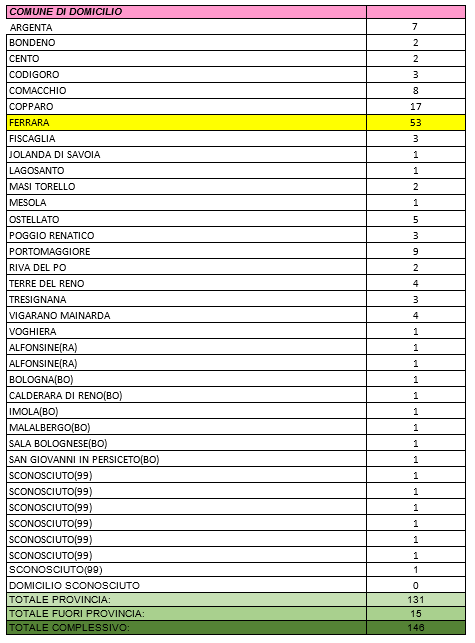 COMUNE DI DOMICILIO
ARGENTA 7
BONDENO 2
CENTO 2
CODIGORO 3
COMACCHIO 8
COPPARO 17
FERRARA 53
FISCAGLIA 3
JOLANDA DI SAVOIA 1
LAGOSANTO 1
MASI TORELLO 2
MESOLA 1
OSTELLATO 5
POGGIO RENATICO 3
PORTOMAGGIORE 9
RIVA DEL PO 2
TERRE DEL RENO 4
TRESIGNANA 3
VIGARANO MAINARDA 4
VOGHIERA 1
ALFONSINE(RA) 1
ALFONSINE(RA) 1
BOLOGNA(BO) 1
CALDERARA DI RENO(BO) 1
IMOLA(BO) 1
MALALBERGO(BO) 1
SALA BOLOGNESE(BO) 1
SAN GIOVANNI IN PERSICETO(BO) 1
SCONOSCIUTO(99) 1
SCONOSCIUTO(99) 1
SCONOSCIUTO(99) 1
SCONOSCIUTO(99) 1
SCONOSCIUTO(99) 1
SCONOSCIUTO(99) 1
SCONOSCIUTO(99) 1
DOMICILIO SCONOSCIUTO 0
TOTALE PROVINCIA: 131
TOTALE FUORI PROVINCIA: 15
TOTALE COMPLESSIVO: 146